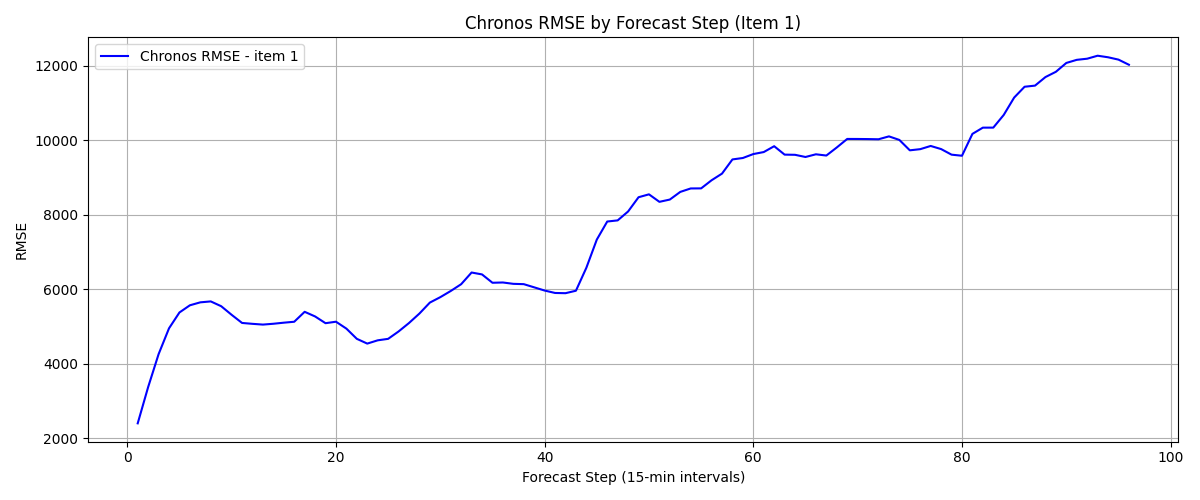 Chronos RMSE by Forecast Step (Item 1)
Chronos RMSE - item 1
12000
10000
8000
6000
4000
2000
RMSE
0 20 40 60 80 100
Forecast Step (15-min intervals)